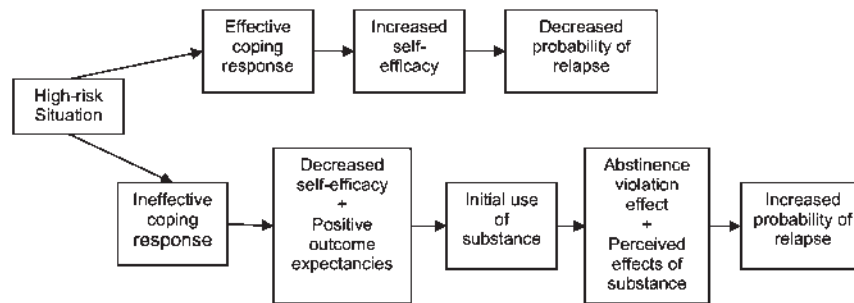 Effective
coping
response
Increased
self-
efficacy
Decreased
probability of
relapse
High-risk
Situation
Ineffective
coping
response
Decreased
self-efficacy
+
Positive
outcome
expectancies
Initial use
of
substance
Abstinence
violation
effect
+
Perceived
effects of
substance
Increased
probability of
relapse